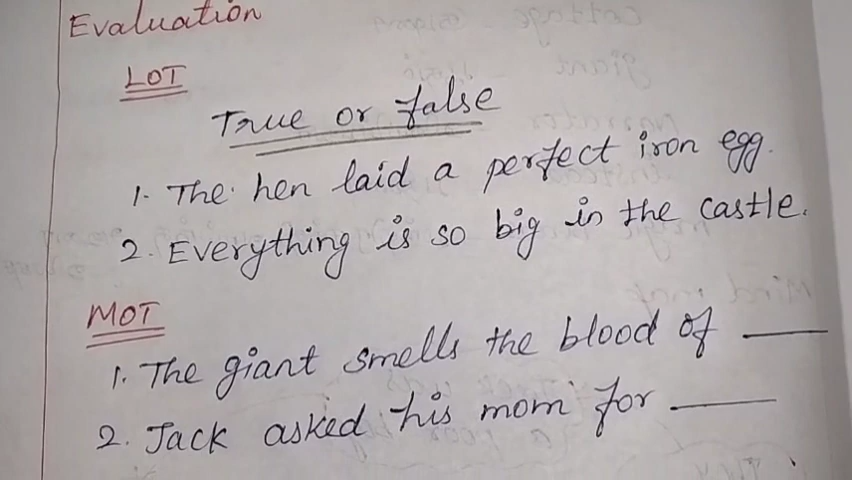 Evaluation
LOT
True or false
1. The hen laid a perfect iron egg.
2. Everything is so big in the castle.
MOT
1. The giant smells the blood of ____
2. Jack asked his mom for ____